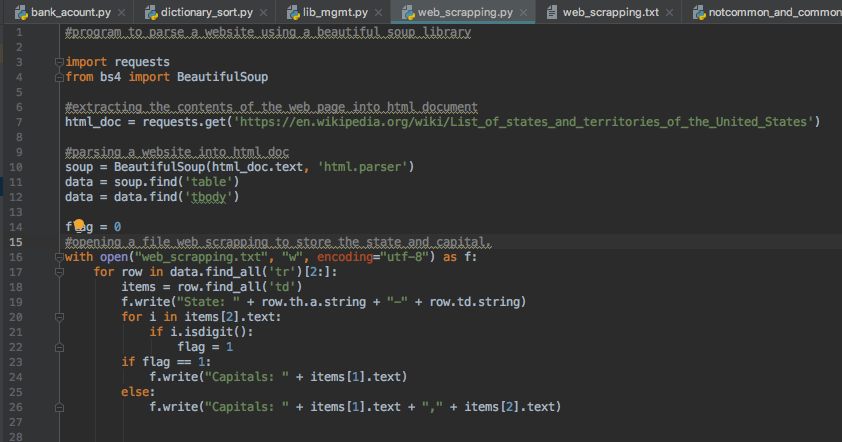 bank_acount.py × dictionary_sort.py × lib_mgmt.py × web_scrapping.py × web_scrapping.txt × notcommon_and_common
1 #program to parse a website using a beautiful soup library
2
3 import requests
4 from bs4 import BeautifulSoup
5
6 #extracting the contents of the web page into html document
7 html_doc = requests.get('https://en.wikipedia.org/wiki/List_of_states_and_territories_of_the_United_States')
8
9 #parsing a website into html doc
10 soup = BeautifulSoup(html_doc.text, 'html.parser')
11 data = soup.find('table')
12 data = data.find('tbody')
13
14 flag = 0
15 #opening a file web scrapping to store the state and capital.
16 with open("web_scrapping.txt", "w", encoding="utf-8") as f:
17 for row in data.find_all('tr')[2:]:
18 items = row.find_all('td')
19 f.write("State: " + row.th.a.string + "-" + row.td.string)
20 for i in items[2].text:
21 if i.isdigit():
22 flag = 1
23 if flag == 1:
24 f.write("Capitals: " + items[1].text)
25 else:
26 f.write("Capitals: " + items[1].text + "," + items[2].text)
27
28